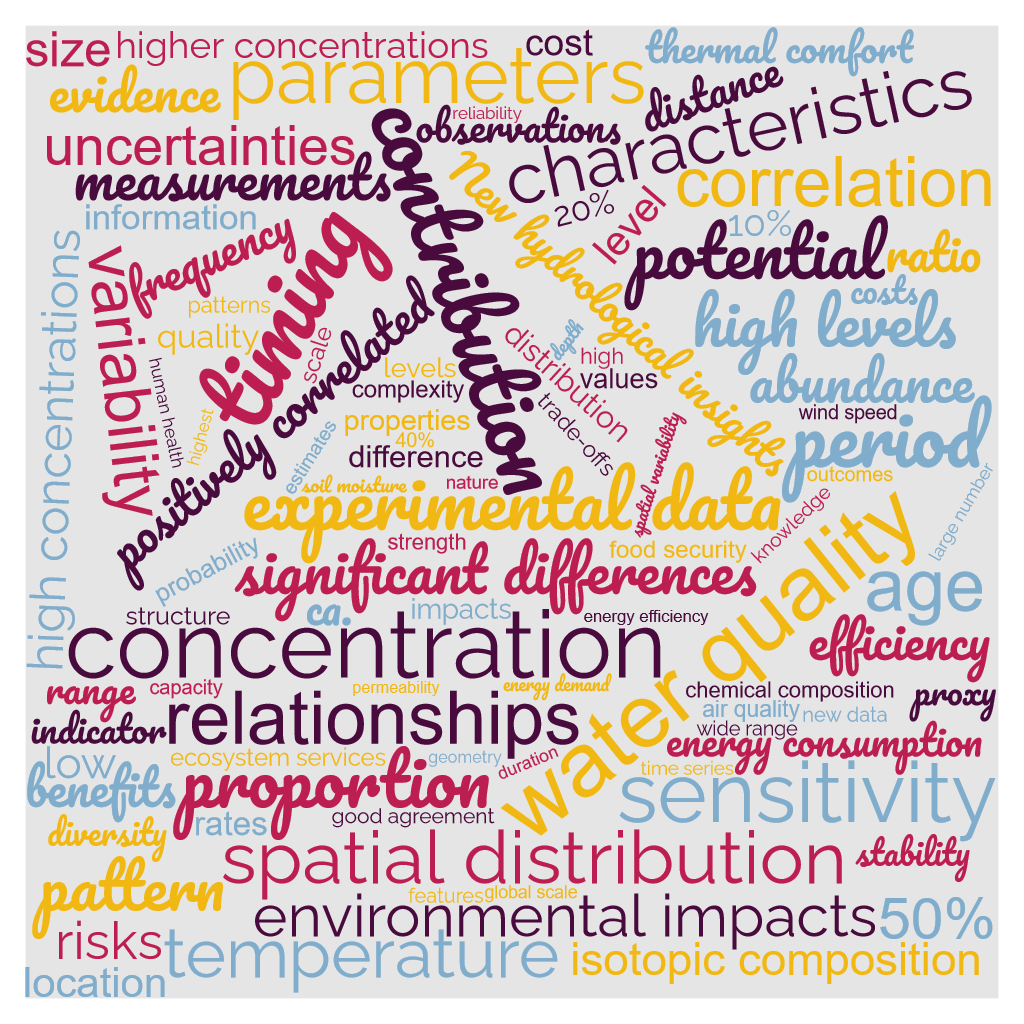 size
higher concentrations
cost
thermal comfort
evidence
parameters
distance
reliability
observations
characteristics
uncertainties
measurements
contribution
New hydrological insights
correlation
20%
level
10%
information
frequency
timing
potential
ratio
high concentrations
variability
patterns
quality
scale
positively correlated
costs
high levels
distribution
depth
high
values
levels
complexity
abundance
human health
highest
properties
40%
difference
trade-offs
wind speed
period
estimates
soil moisture
nature
spatial variability
outcomes
experimental data
knowledge
large number
probability
strength
food security
significant differences
age
structure
ca.
impacts
energy efficiency
water quality
concentration
efficiency
range
capacity
permeability
energy demand
chemical composition
proxy
indicator
relationships
air quality
new data
wide range
energy consumption
low
ecosystem services
geometry
duration
time series
benefits
proportion
sensitivity
rates
good agreement
diversity
spatial distribution
stability
pattern
features
global scale
environmental impacts
50%
risks
temperature
isotopic composition
location